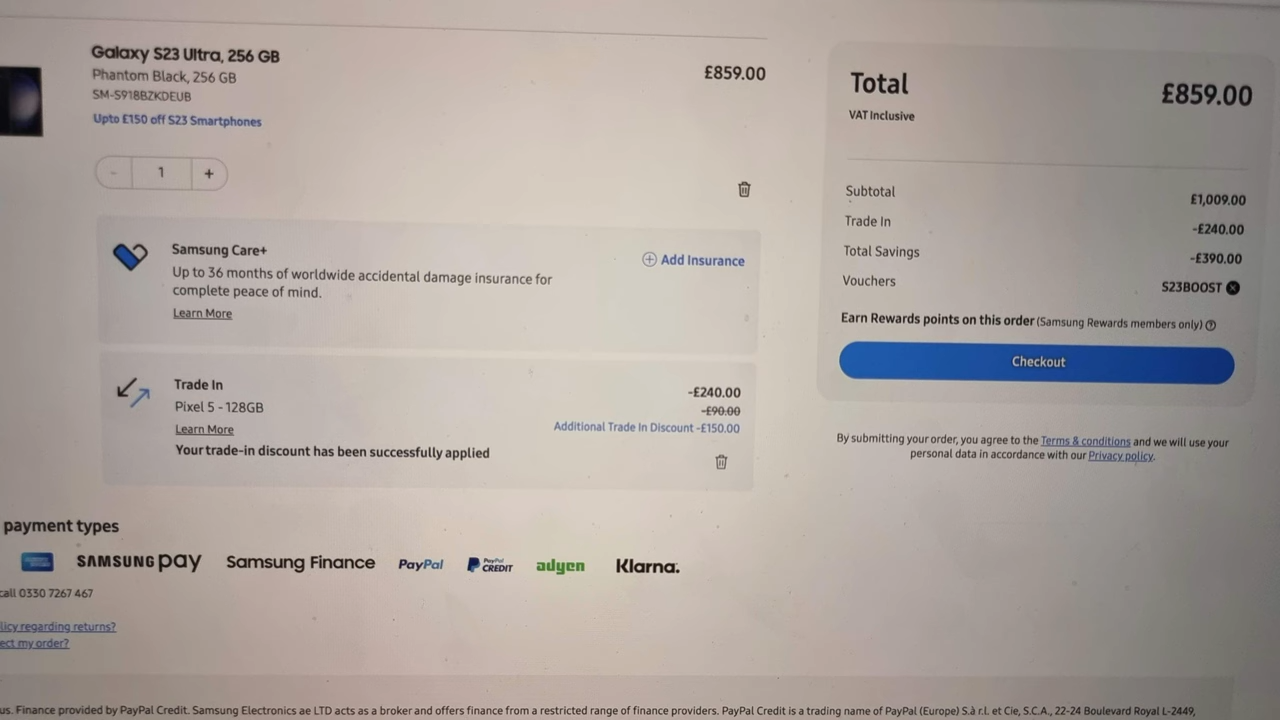 Galaxy S23 Ultra, 256 GB
£859.00
Phantom Black, 256 GB
SM-S918BZKDEUB
Upto £150 off S23 Smartphones
- 1 +
Samsung Care+
Add Insurance
Up to 36 months of worldwide accidental damage insurance for
complete peace of mind.
Learn More
Trade In
-£240.00
Pixel 5 - 128GB
-£90.00
Learn More
Additional Trade In Discount -£150.00
Your trade-in discount has been successfully applied
Total
£859.00
VAT Inclusive
Subtotal
£1,009.00
Trade In
-£240.00
Total Savings
-£390.00
Vouchers
S23BOOST
Earn Rewards points on this order (Samsung Rewards members only)
Checkout
By submitting your order, you agree to the Terms & conditions and we will use your
personal data in accordance with our Privacy policy.
payment types
SAMSUNG pay
Samsung Finance
PayPal
PayPal CREDIT
adyen
Klarna.
call 0330 7267 467
licy regarding returns?
ect my order?
us. Finance provided by PayPal Credit. Samsung Electronics ae LTD acts as a broker and offers finance from a restricted range of finance providers. PayPal Credit is a trading name of PayPal (Europe) S.à r.l. et Cie, S.C.A., 22-24 Boulevard Royal L-2449,